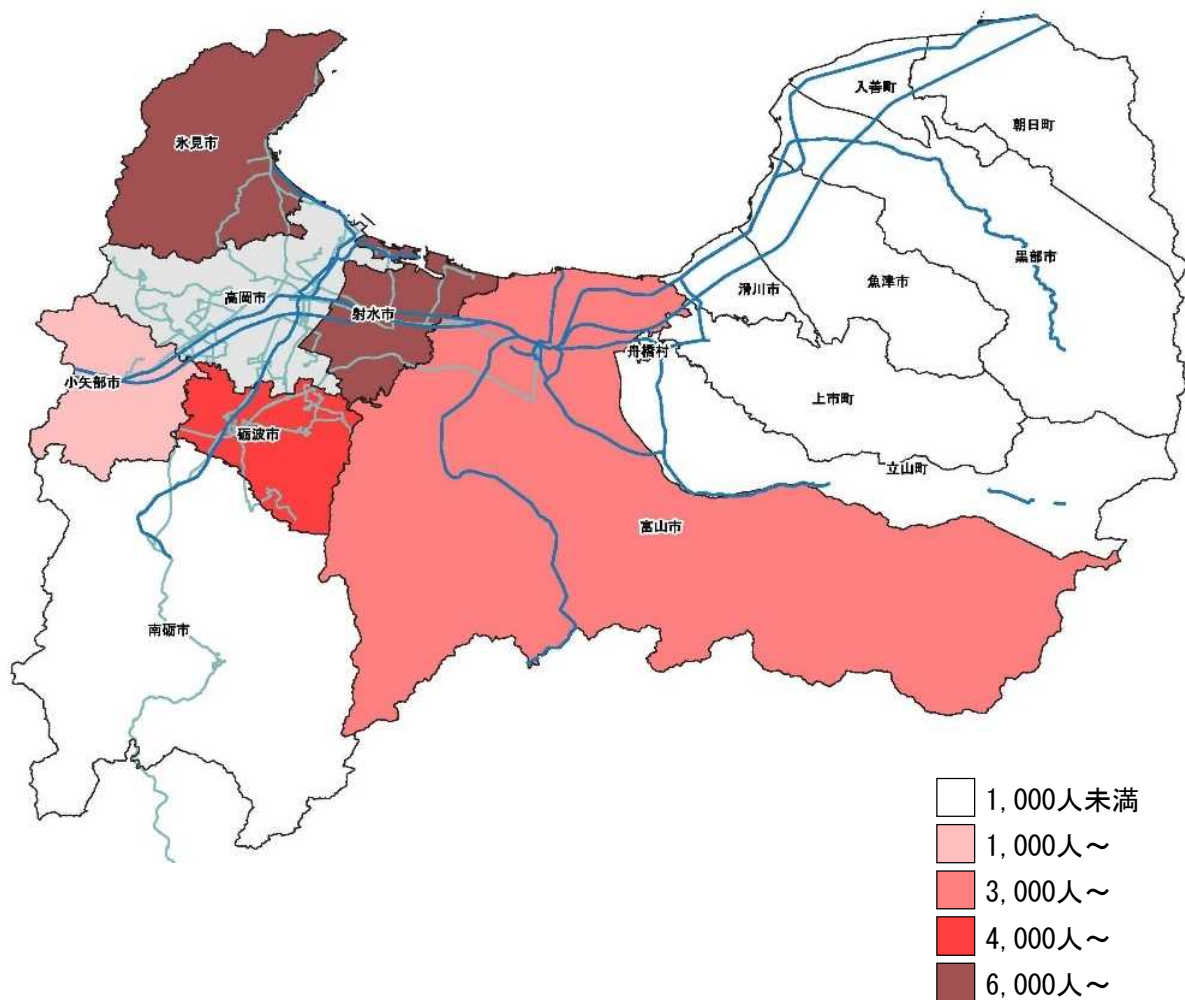 入善町
朝日町
氷見市
黒部市
魚津市
滑川市
高岡市
射水市
舟橋村
小矢部市
上市町
砺波市
立山町
富山市
南砺市
1,000人未満
1,000人～
3,000人～
4,000人～
6,000人～